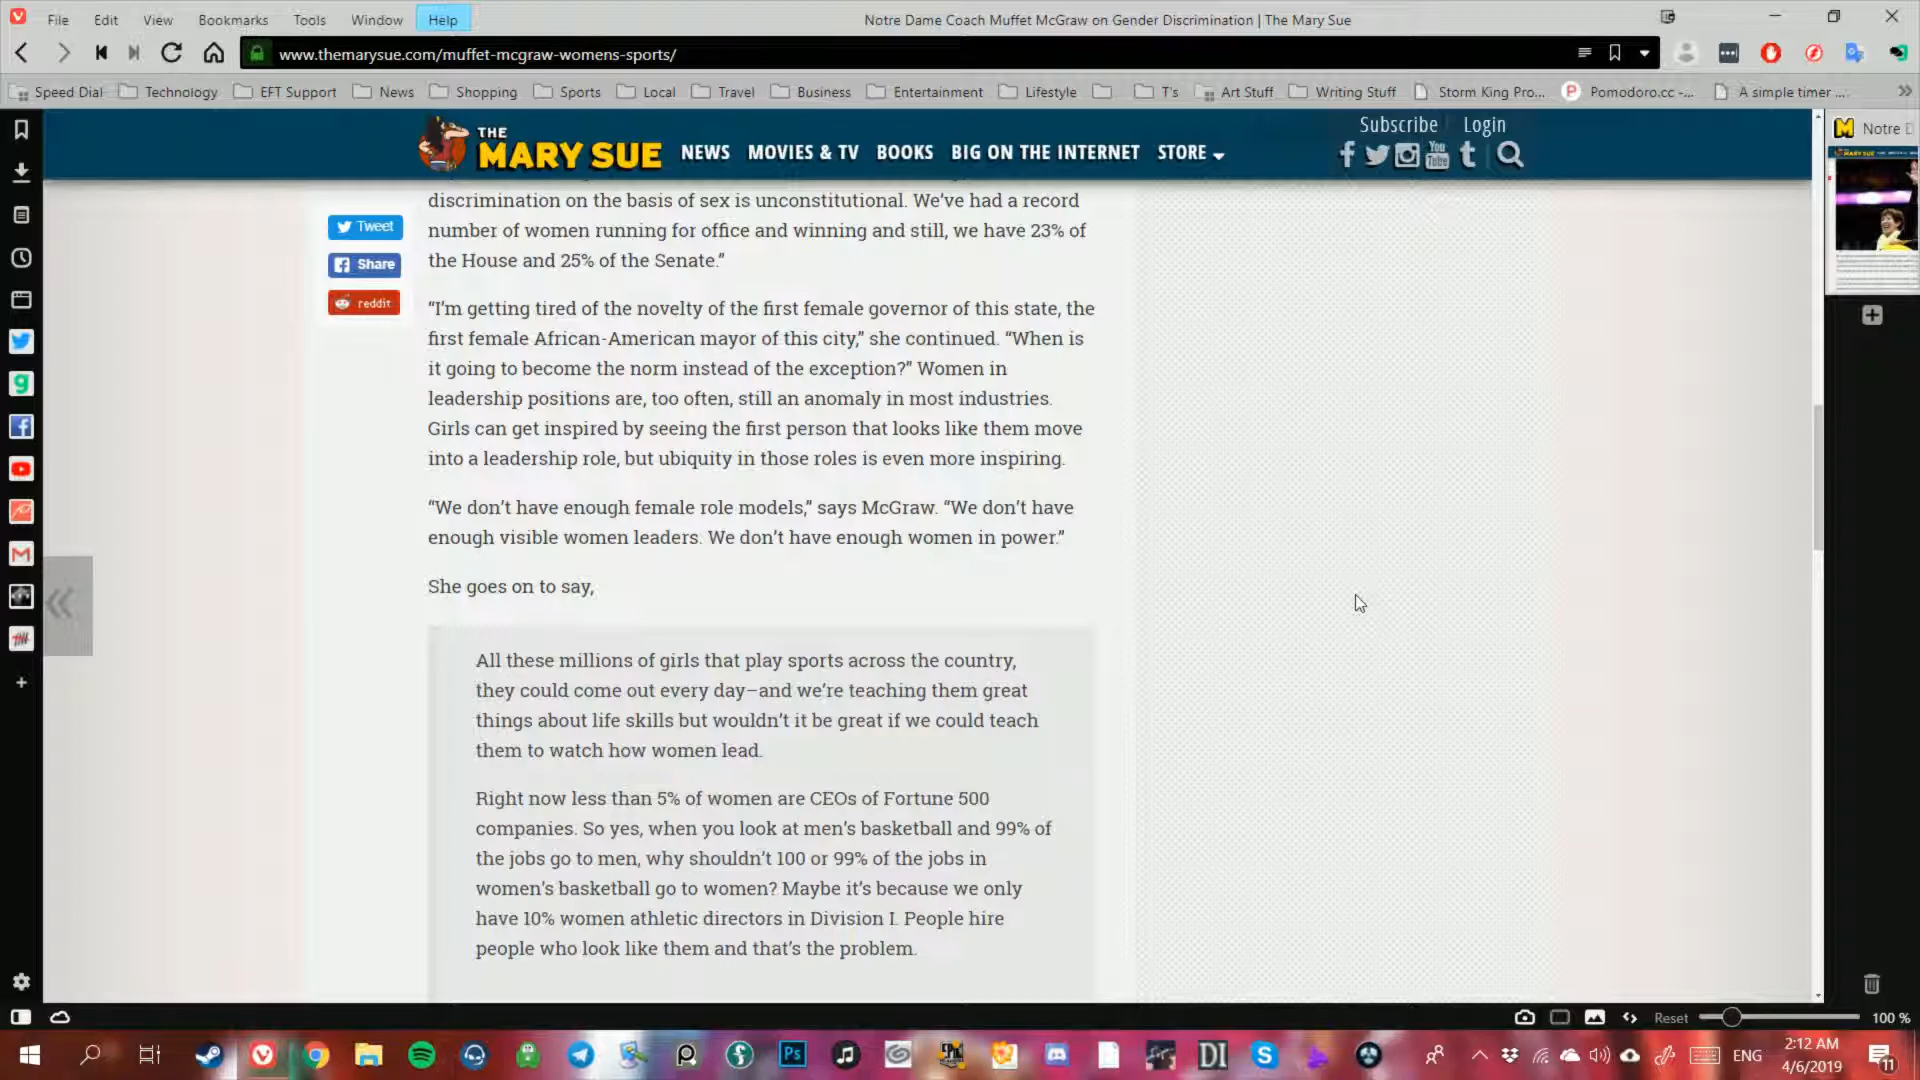 File Edit View Bookmarks Tools Window Help
Notre Dame Coach Muffet McGraw on Gender Discrimination | The Mary Sue
www.themarysue.com/muffet-mcgraw-womens-sports/
Speed Dial Technology EFT Support News Shopping Sports Local Travel Business Entertainment Lifestyle T's Art Stuff Writing Stuff Storm King Pro... Pomodoro.cc -... A simple timer ...
THE MARY SUE
NEWS MOVIES & TV BOOKS BIG ON THE INTERNET STORE
Subscribe Login
Notre D
Tweet
Share
reddit
discrimination on the basis of sex is unconstitutional. We’ve had a record
number of women running for office and winning and still, we have 23% of
the House and 25% of the Senate.”
“I’m getting tired of the novelty of the first female governor of this state, the
first female African-American mayor of this city,” she continued. “When is
it going to become the norm instead of the exception?” Women in
leadership positions are, too often, still an anomaly in most industries.
Girls can get inspired by seeing the first person that looks like them move
into a leadership role, but ubiquity in those roles is even more inspiring.
“We don’t have enough female role models,” says McGraw. “We don’t have
enough visible women leaders. We don’t have enough women in power.”
She goes on to say,
All these millions of girls that play sports across the country,
they could come out every day–and we’re teaching them great
things about life skills but wouldn’t it be great if we could teach
them to watch how women lead.
Right now less than 5% of women are CEOs of Fortune 500
companies. So yes, when you look at men’s basketball and 99% of
the jobs go to men, why shouldn’t 100 or 99% of the jobs in
women’s basketball go to women? Maybe it’s because we only
have 10% women athletic directors in Division I. People hire
people who look like them and that’s the problem.
Reset 100 %
ENG
2:12 AM
4/6/2019
11